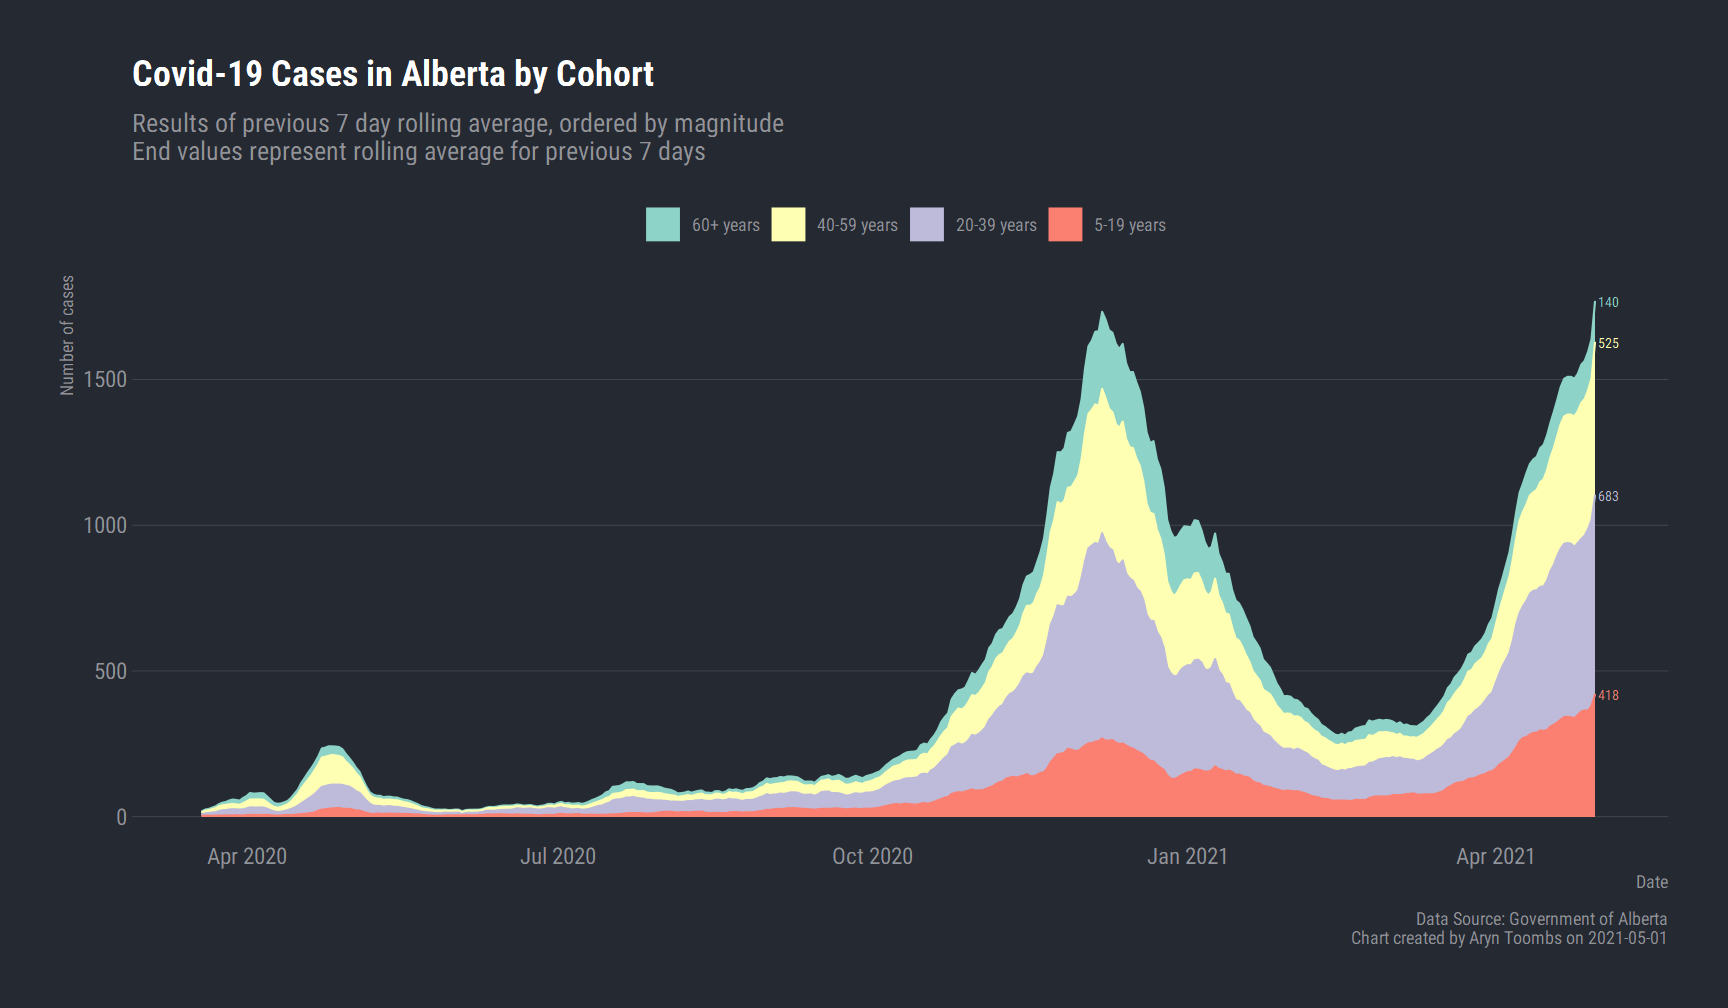 Covid-19 Cases in Alberta by Cohort
Results of previous 7 day rolling average, ordered by magnitude
End values represent rolling average for previous 7 days
60+ years 40-59 years 20-39 years 5-19 years
Number of cases
140
525
1500
683
1000
418
500
0
Apr 2020 Jul 2020 Oct 2020 Jan 2021 Apr 2021
Date
Data Source: Government of Alberta
Chart created by Aryn Toombs on 2021-05-01